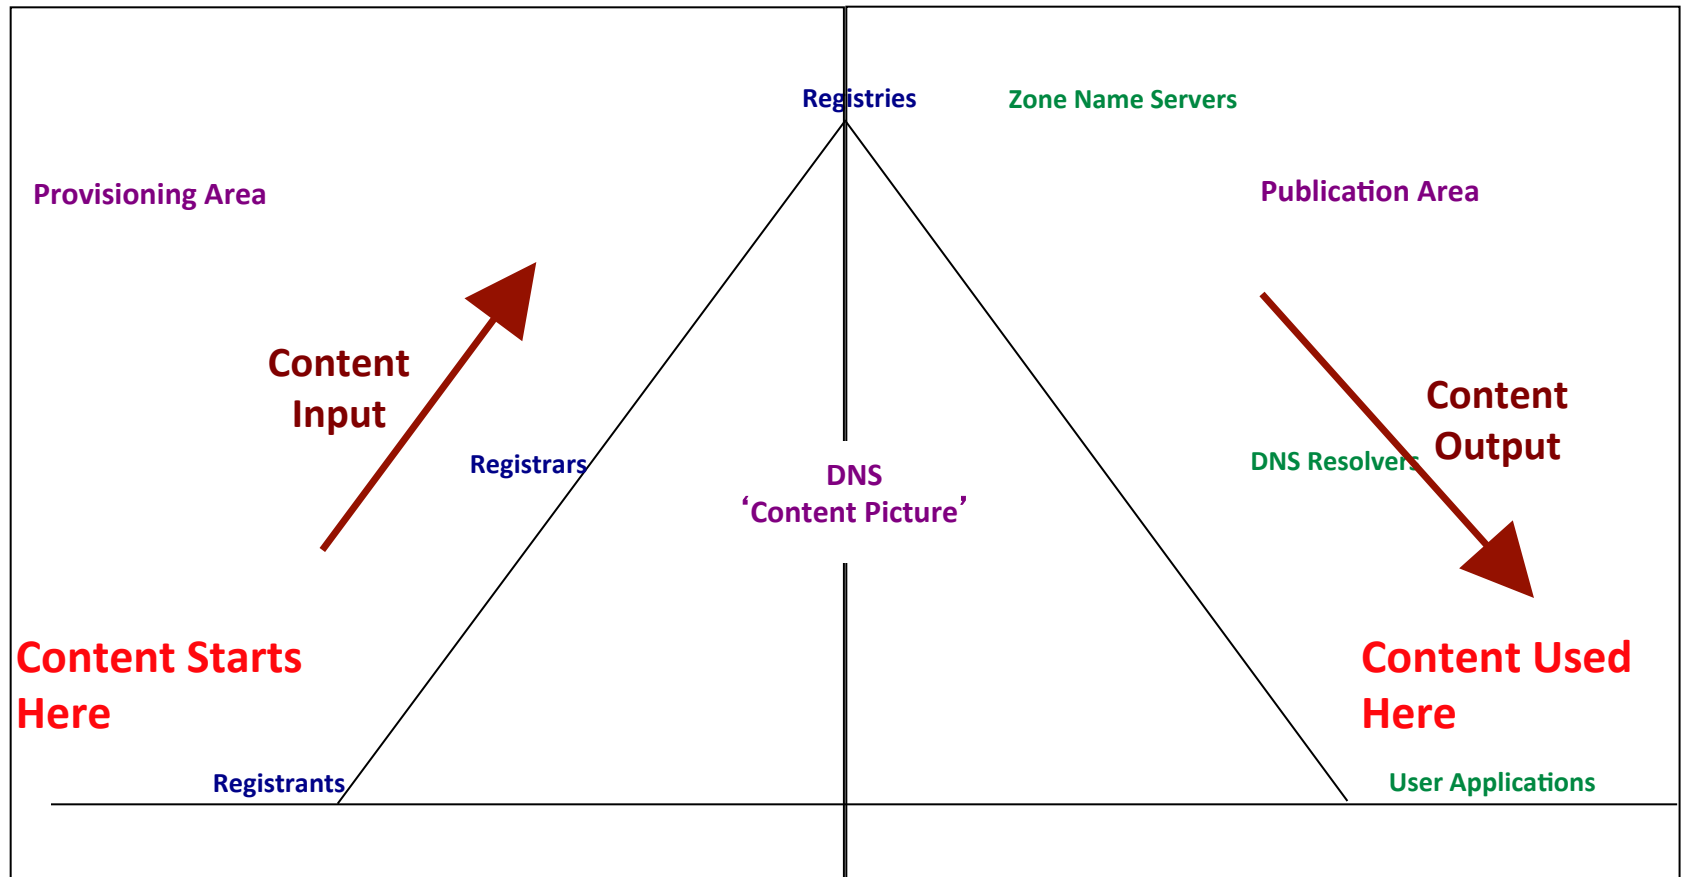 Registries
Zone Name Servers
Provisioning Area
Publication Area
Content
Input
Content
Output
Registrars
DNS Resolvers
DNS
‘Content Picture’
Content Starts
Here
Content Used
Here
Registrants
User Applications